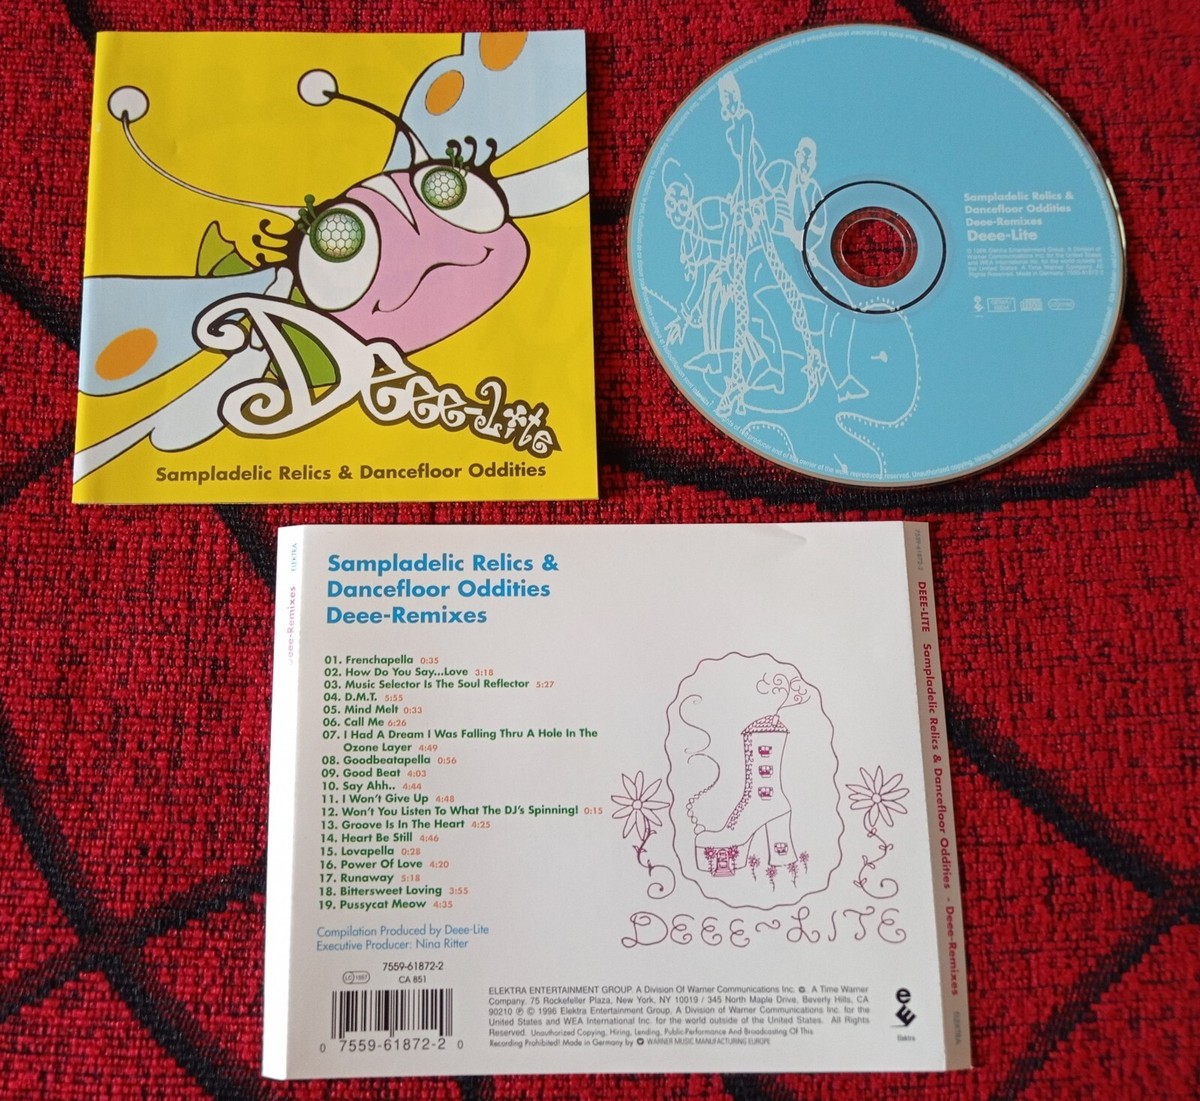 Deee-Lite
Sampladelic Relics & Dancefloor Oddities
Sampladelic Relics &
Dancefloor Oddities
Deee-Remixes
Deee-Lite
ELEKTRA
Deee-Remixes
Sampladelic Relics &
Dancefloor Oddities
Deee-Remixes
01. Frenchapella 0:35
02. How Do You Say...Love 3:18
03. Music Selector Is The Soul Reflector 5:27
04. D.M.T. 5:55
05. Mind Melt 0:33
06. Call Me 6:26
07. I Had A Dream I Was Falling Thru A Hole In The
Ozone Layer 4:49
08. Goodbeatapella 0:56
09. Good Beat 4:03
10. Say Ahh.. 4:44
11. I Won't Give Up 4:48
12. Won't You Listen To What The DJ's Spinning! 0:15
13. Groove Is In The Heart 4:25
14. Heart Be Still 4:46
15. Lovapella 0:28
16. Power Of Love 4:20
17. Runaway 5:18
18. Bittersweet Loving 3:55
19. Pussycat Meow 4:35
Compilation Produced by Deee-Lite
Executive Producer: Nina Ritter
DEEE~LITE
7559-61872-2
CA 851
0 7559-61872-2 0
ELEKTRA ENTERTAINMENT GROUP. A Division Of Warner Communications Inc. A Time Warner
Company. 75 Rockefeller Plaza, New York, NY 10019 / 345 North Maple Drive, Beverly Hills, CA
90210 ℗ © 1996 Elektra Entertainment Group. A Division of Warner Communications Inc. for the
United States and WEA International Inc. for the world outside of the United States. All Rights
Reserved. Unauthorized Copying, Hiring, Lending, Public Performance And Broadcasting Of This
Recording Prohibited! Made in Germany by WARNER MUSIC MANUFACTURING EUROPE
Elektra
7559-61872-2
DEEE-LITE Sampladelic Relics & Dancefloor Oddities - Deee-Remixes
ELEKTRA